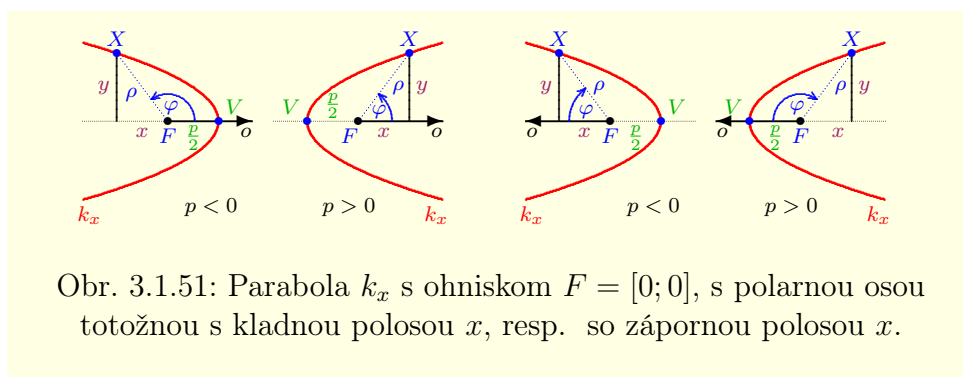 X X X X
y ρ φ V V p/2 ρ φ y y ρ φ V ρ φ y
x F p/2 o F x o o x F p/2 o p/2 F x
k_x p < 0 p > 0 k_x k_x p < 0 p > 0 k_x
Obr. 3.1.51: Parabola k_x s ohniskom F = [0; 0], s polarnou osou
totožnou s kladnou polosou x, resp. so zápornou polosou x.